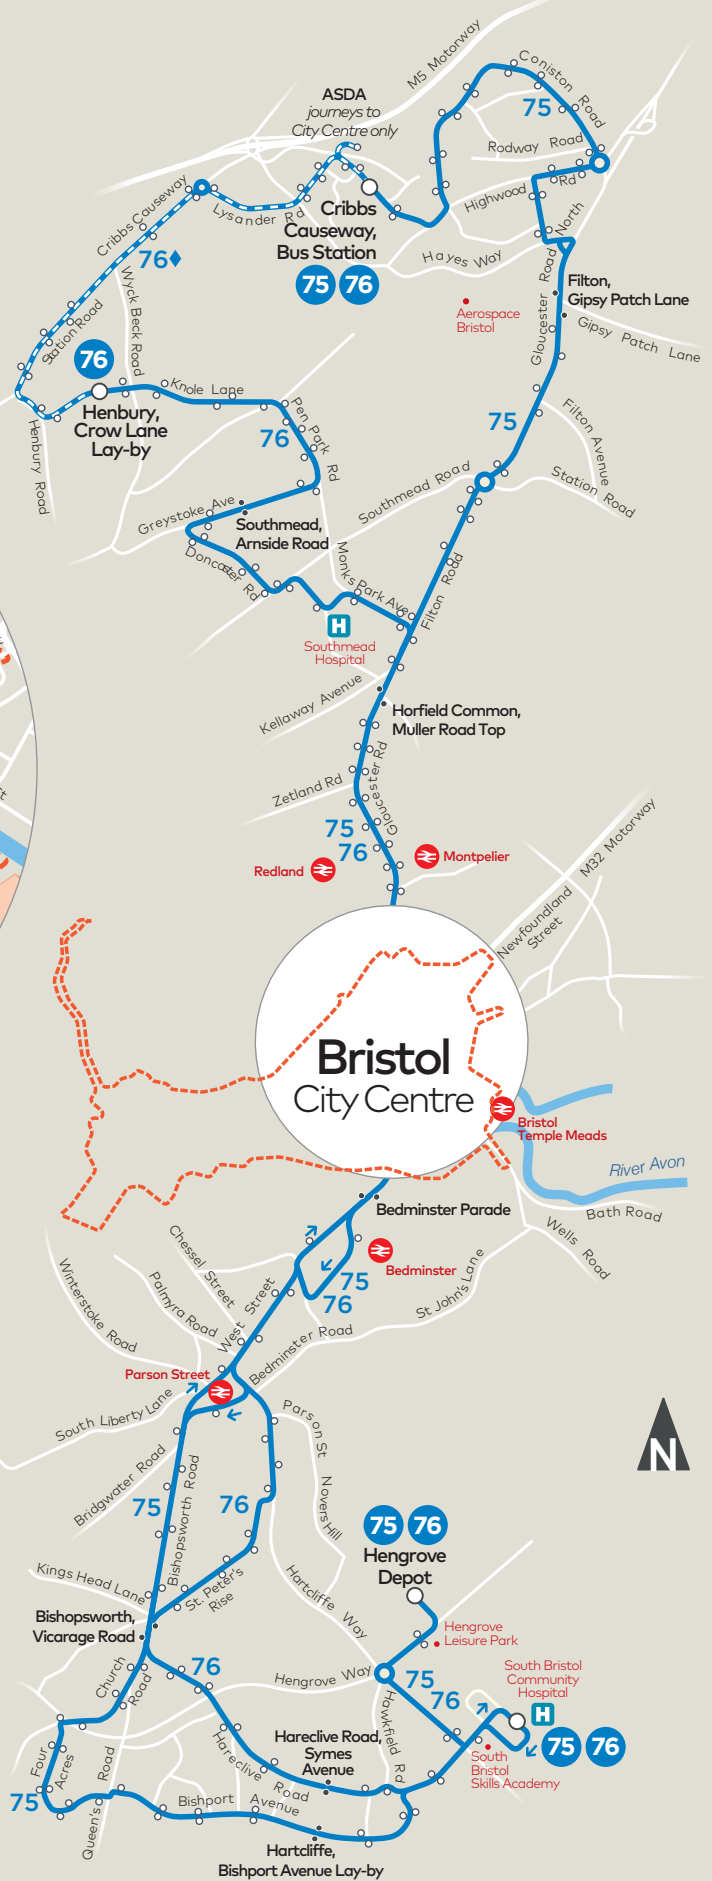 M5 Motorway
Coniston Road
75
ASDA
journeys to
City Centre only
Rodway Road
Cribbs Causeway
Lysander Rd
Highwood Rd
North
Cribbs
Causeway,
Bus Station
75 76
76♦
Hayes Way
Wyck Beck Road
Gloucester Road
Filton,
Gipsy Patch Lane
Aerospace
Bristol
Gipsy Patch Lane
Station Road
76
Knole Lane
Henbury,
Crow Lane
Lay-by
Henbury Road
76
Pen Park Rd
75
Filton Avenue
Southmead Road
Station Road
Greystoke Ave
Southmead,
Arnside Road
Doncaster Rd
Monks Park Ave
Filton Road
H
Southmead
Hospital
Kellaway Avenue
Horfield Common,
Muller Road Top
Zetland Rd
Gloucester Rd
75
76
Redland
Montpelier
M32 Motorway
Newfoundland
Street
Bristol
City Centre
Bristol
Temple Meads
River Avon
Bath Road
Wells Road
Bedminster Parade
Bedminster
75
76
Chessel Street
Winterstoke Road
Palmyra Road
West Street
St John's Lane
Bedminster Road
Parson Street
South Liberty Lane
Parson St
Bridgwater Road
Bishopsworth Road
Novers Hill
75
76
75 76
Hengrove
Depot
Kings Head Lane
St. Peter's
Rise
Hartcliffe Way
Bishopsworth,
Vicarage Road
Hengrove
Leisure Park
76
Church Road
Hengrove Way
75
76
South Bristol
Community
Hospital
H
75 76
Hawkfield Rd
Hareclive Road,
Symes
Avenue
Hareclive Road
South
Bristol
Skills Academy
Four Acres
75
Queen's Road
Bishport Avenue
Hartcliffe,
Bishport Avenue Lay-by
N